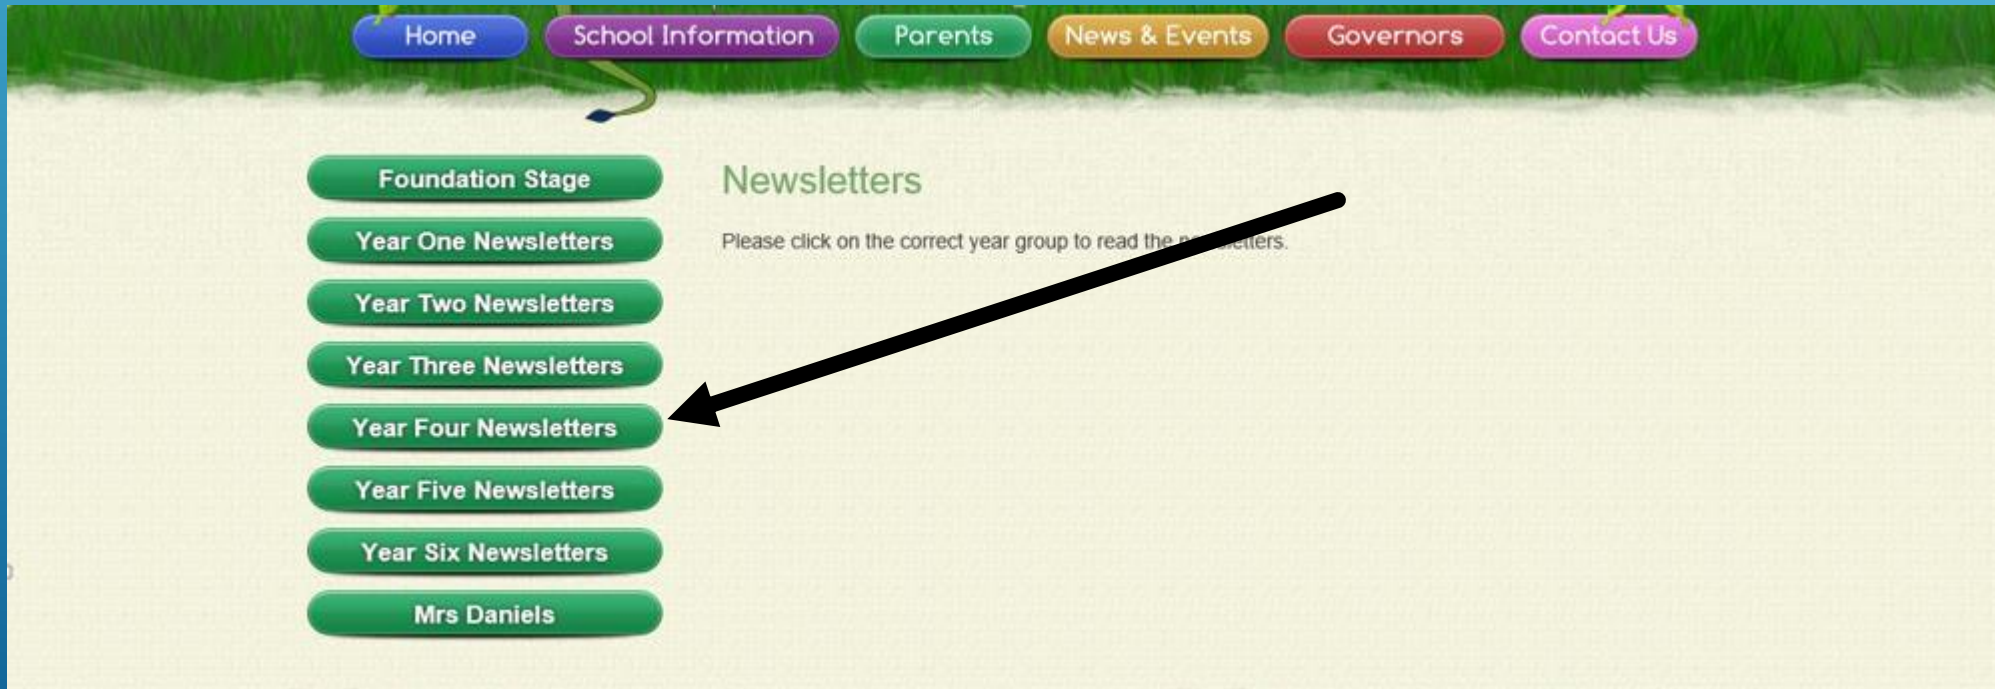 Home School Information Parents News & Events Governors Contact Us
Foundation Stage
Year One Newsletters
Year Two Newsletters
Year Three Newsletters
Year Four Newsletters
Year Five Newsletters
Year Six Newsletters
Mrs Daniels
Newsletters
Please click on the correct year group to read the newsletters.